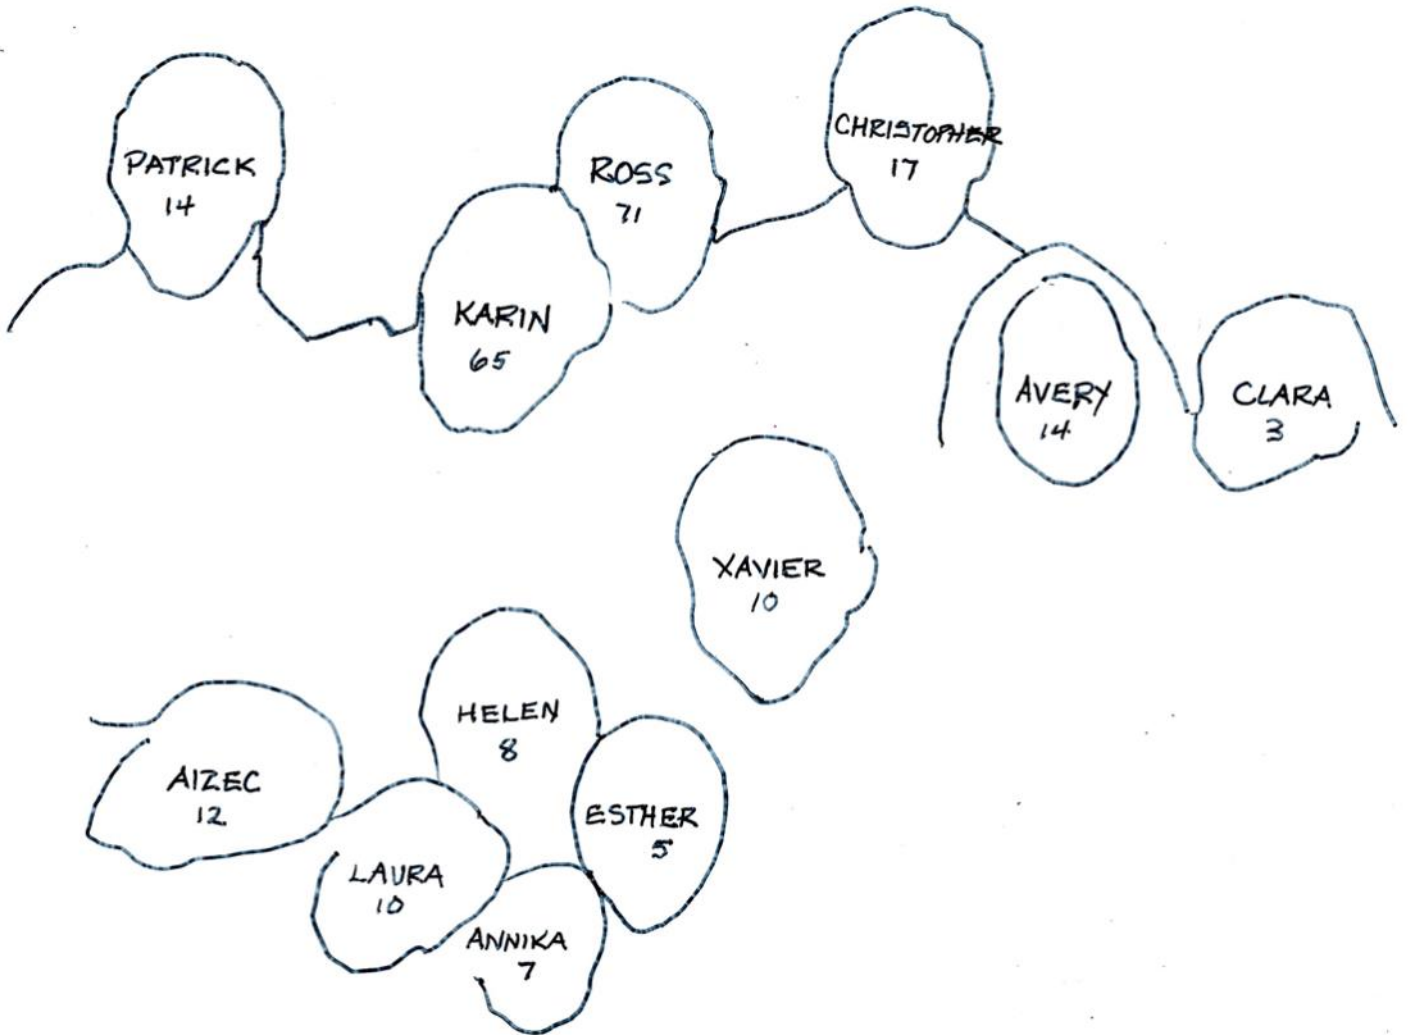 PATRICK
14
ROSS
71
CHRISTOPHER
17
KARIN
65
AVERY
14
CLARA
3
XAVIER
10
HELEN
8
AIZEC
12
ESTHER
5
LAURA
10
ANNIKA
7